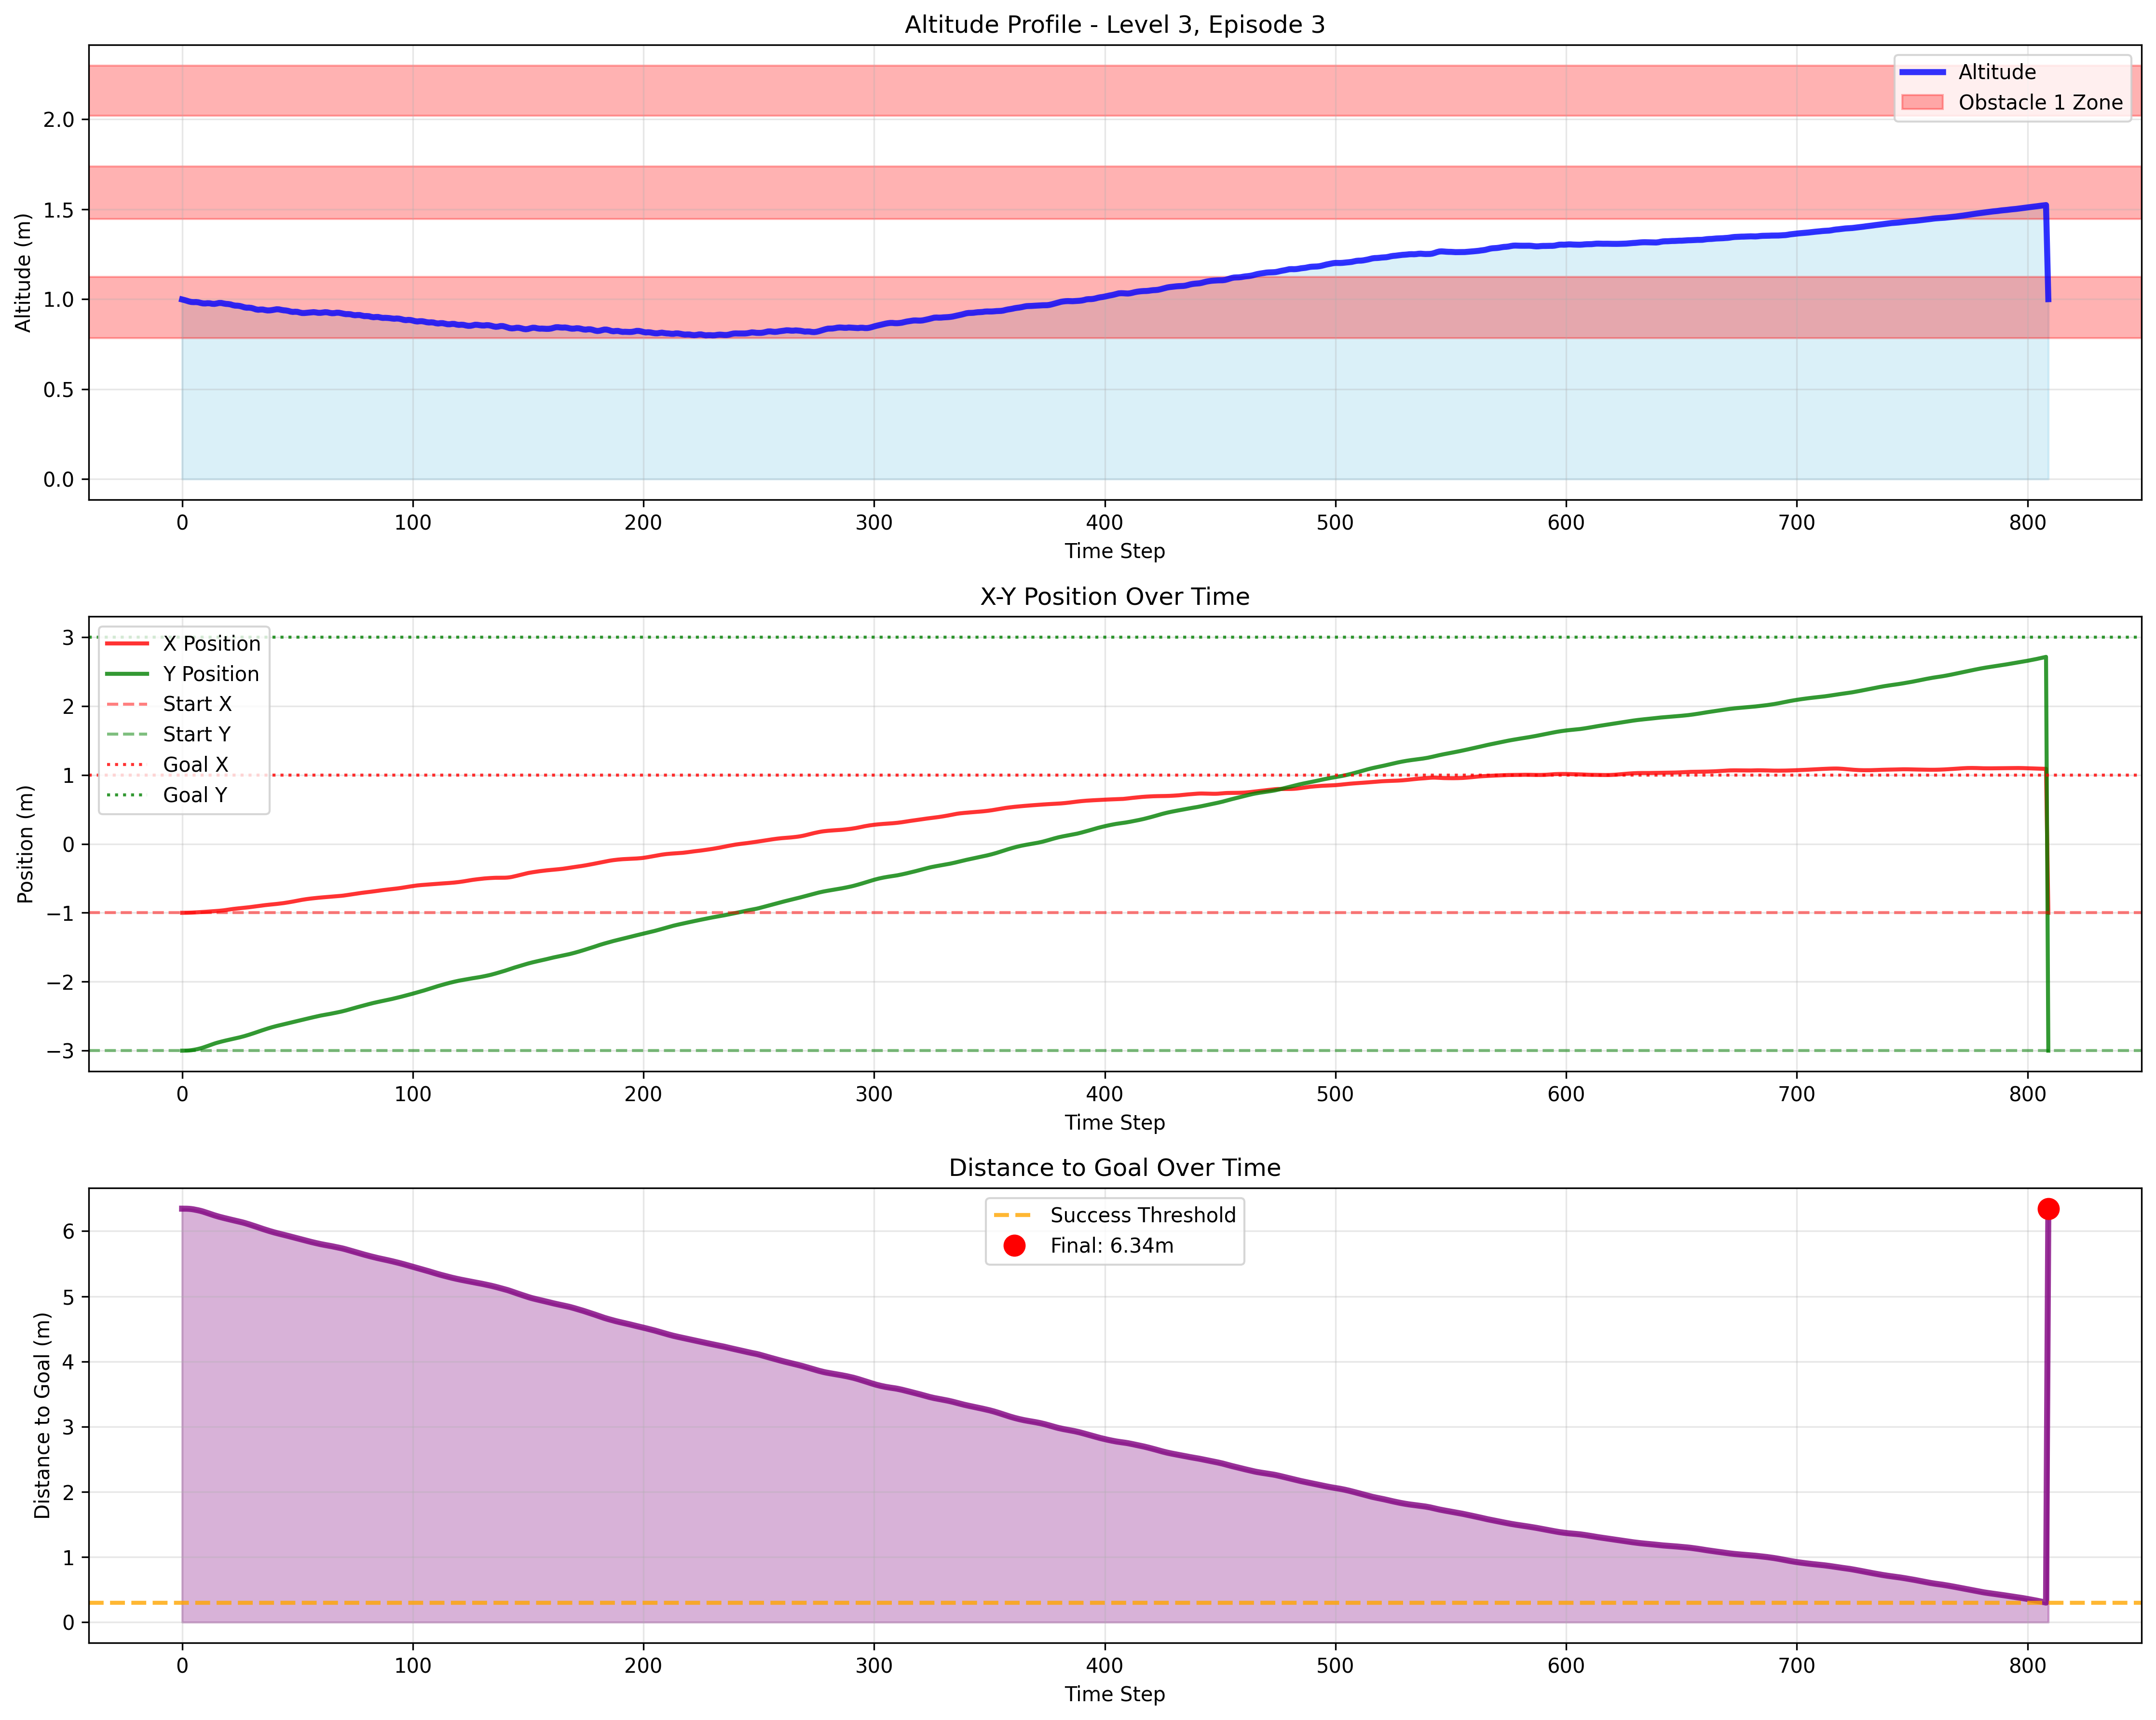 Altitude Profile - Level 3, Episode 3
Altitude (m)
2.0
1.5
1.0
0.5
0.0
Altitude
Obstacle 1 Zone
0 100 200 300 400 500 600 700 800
Time Step
X-Y Position Over Time
Position (m)
3
2
1
0
−1
−2
−3
X Position
Y Position
Start X
Start Y
Goal X
Goal Y
0 100 200 300 400 500 600 700 800
Time Step
Distance to Goal Over Time
Distance to Goal (m)
6
5
4
3
2
1
0
Success Threshold
Final: 6.34m
0 100 200 300 400 500 600 700 800
Time Step